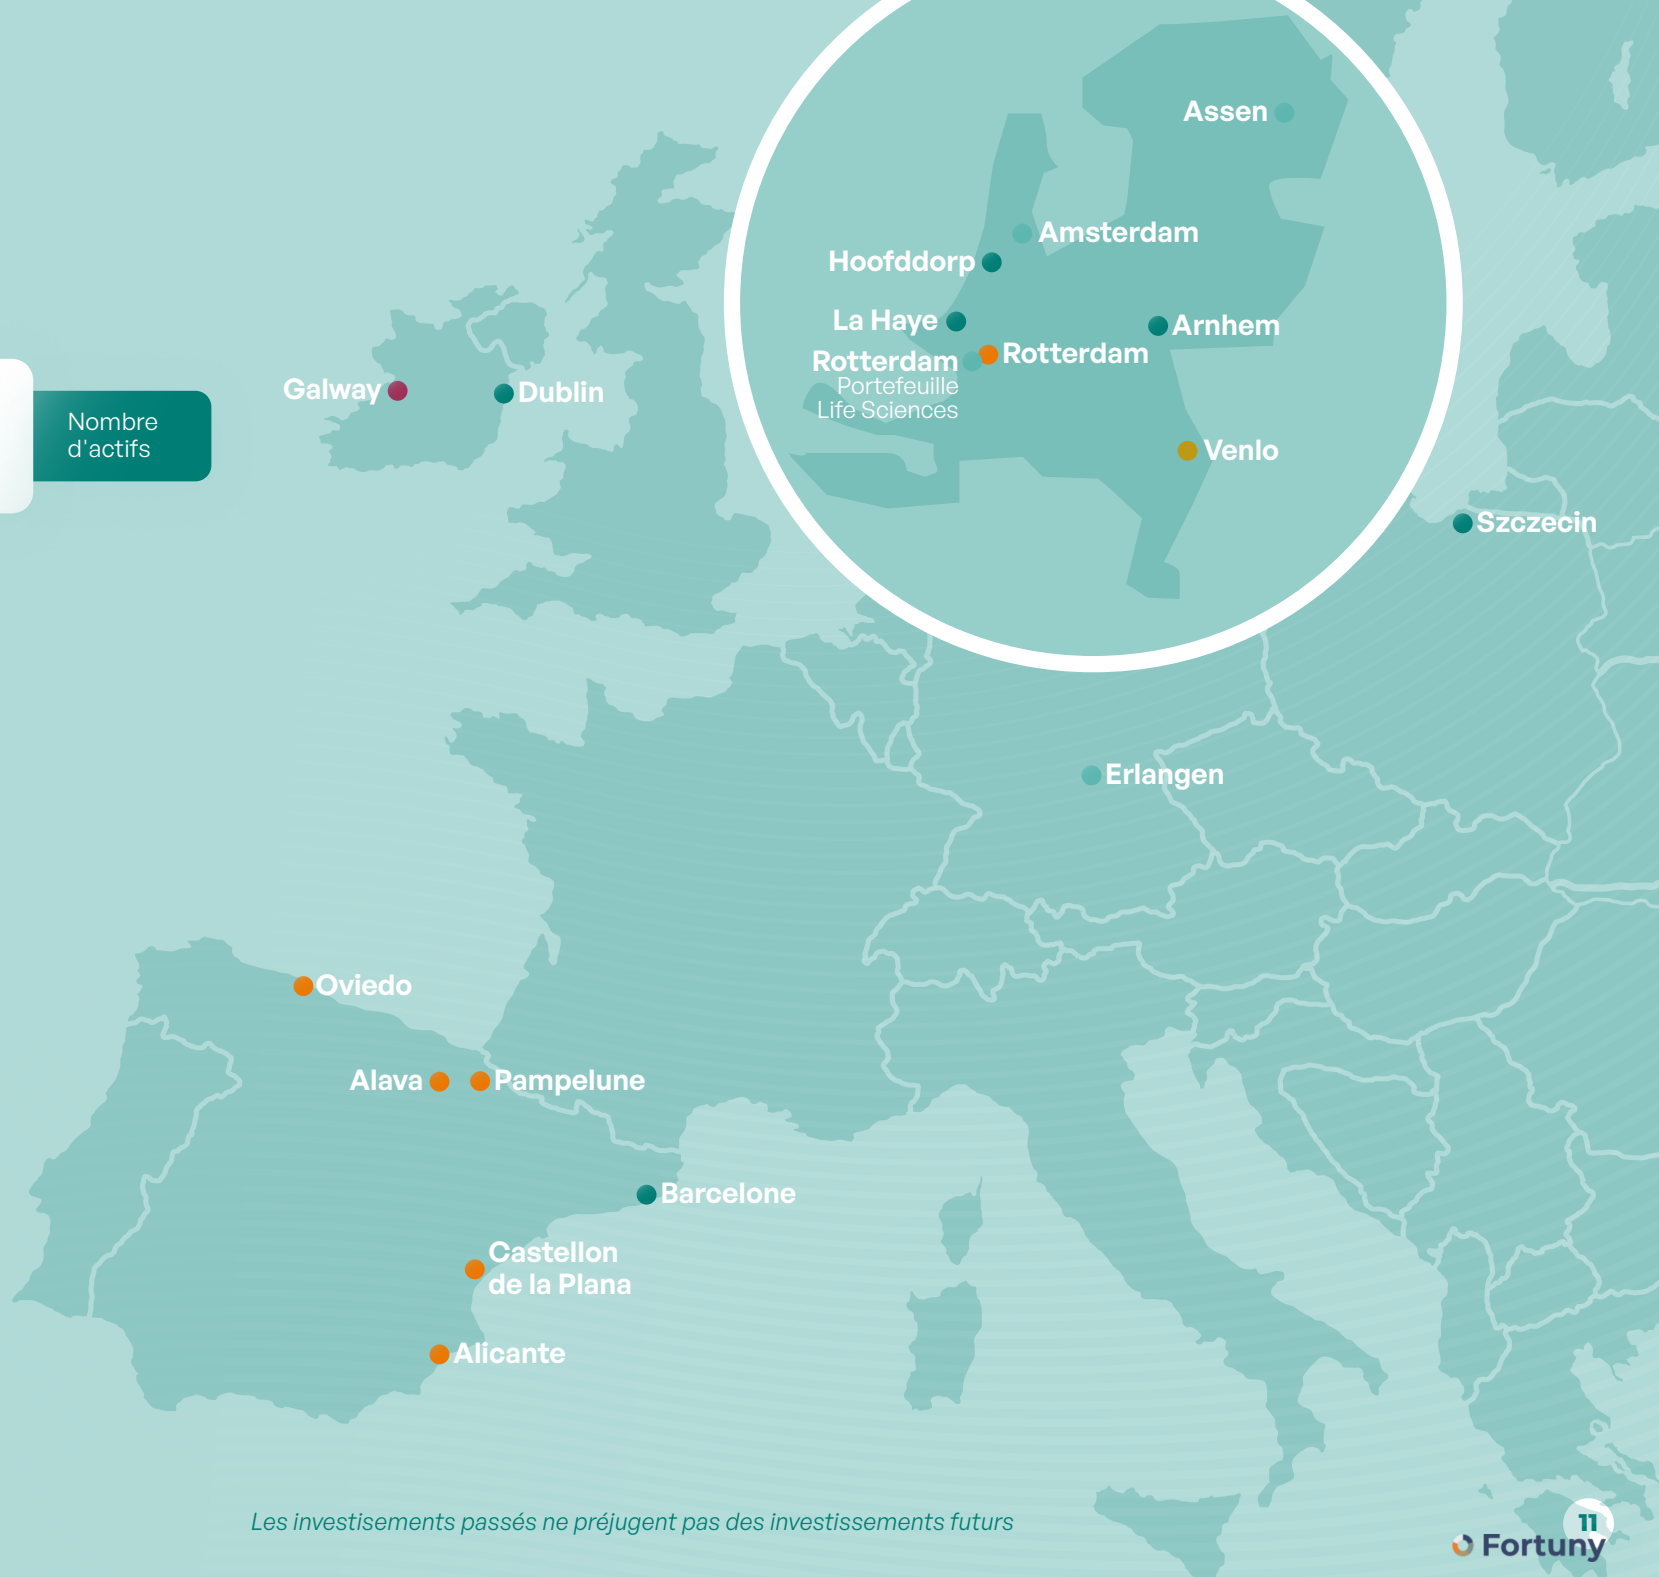 Assen
Amsterdam
Hoofddorp
La Haye
Arnhem
Rotterdam
Rotterdam
Portefeuille
Life Sciences
Galway
Dublin
Nombre
d'actifs
Venlo
Szczecin
Erlangen
Oviedo
Alava
Pampelune
Barcelone
Castellon
de la Plana
Alicante
Les investisements passés ne préjugent pas des investissements futurs
11
Fortuny